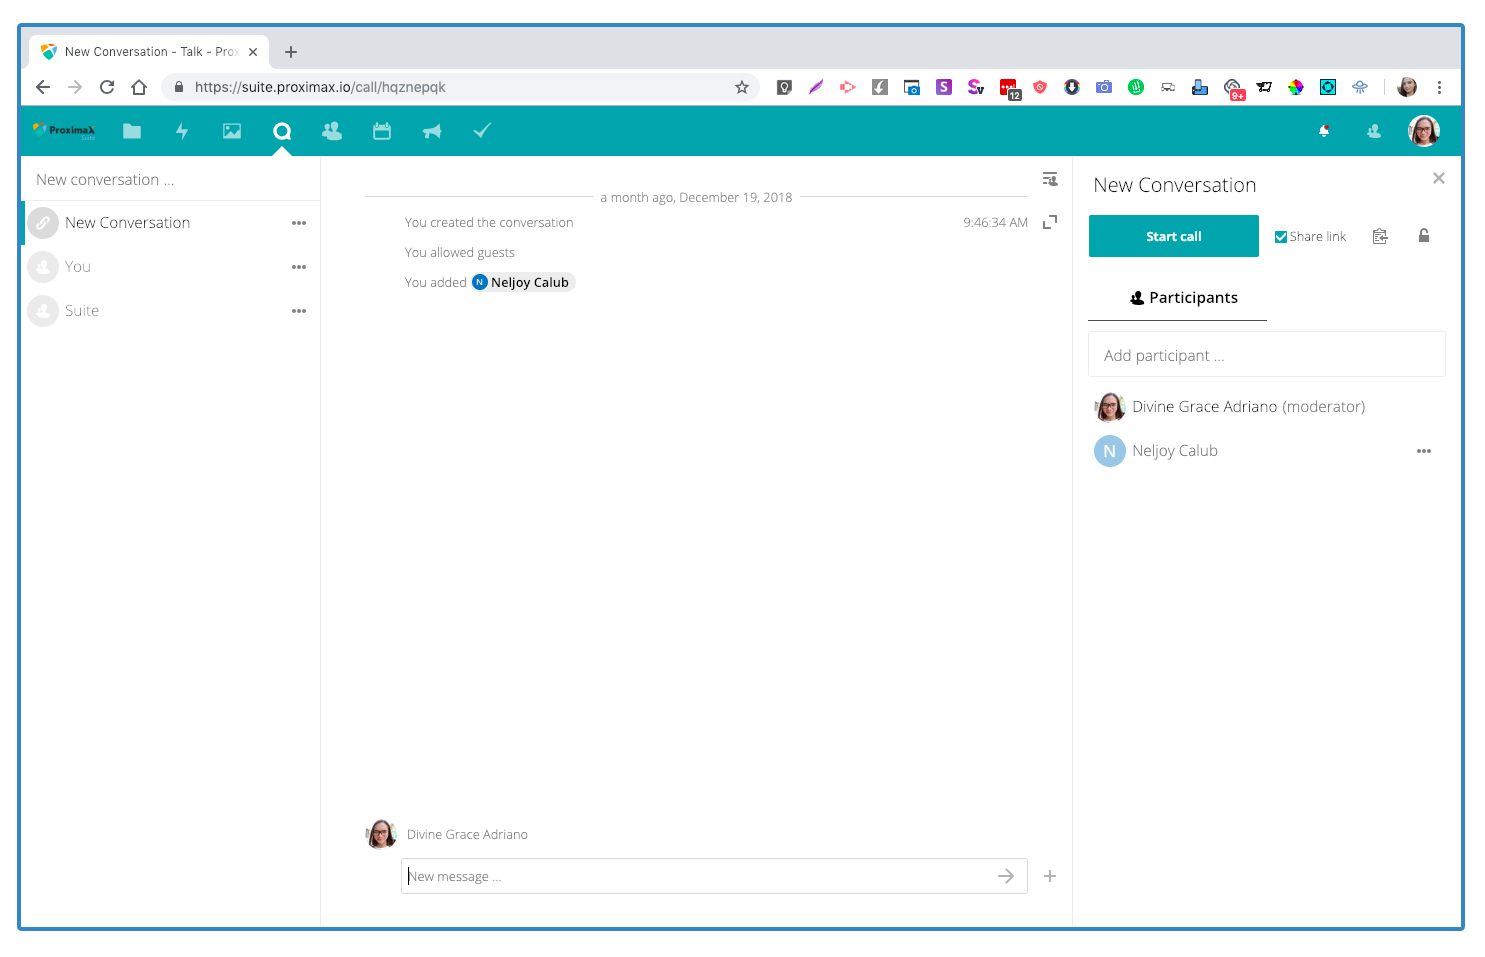 New Conversation - Talk - Prox
https://suite.proximax.io/call/hqznepqk
S
S
v
12
9+
ProximaX
Suite
New conversation ...
New Conversation
You
Suite
a month ago, December 19, 2018
You created the conversation 9:46:34 AM
You allowed guests
You added N Neljoy Calub
Divine Grace Adriano
New message ...
New Conversation
Start call
Share link
Participants
Add participant ...
Divine Grace Adriano (moderator)
N Neljoy Calub